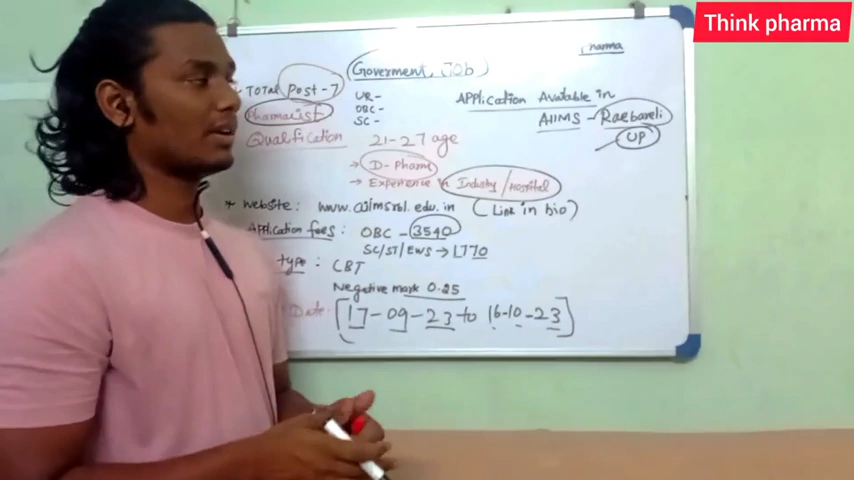 Think pharma
Pharma
Goverment Job
TOTAL Post - 7
Pharmacist
UR -
OBC -
SC -
Application Available in
AIIMS - Raebareli
UP
Qualification
21-27 age
→ D-Pharm
→ Experience in Industry/Hospital
* Website: www.aiimsrbl.edu.in (Link in bio)
Application fees: OBC - 3540
SC/ST/EWS → 1770
type: CBT
Negative mark 0.25
Date: [17-09-23 to 16-10-23]